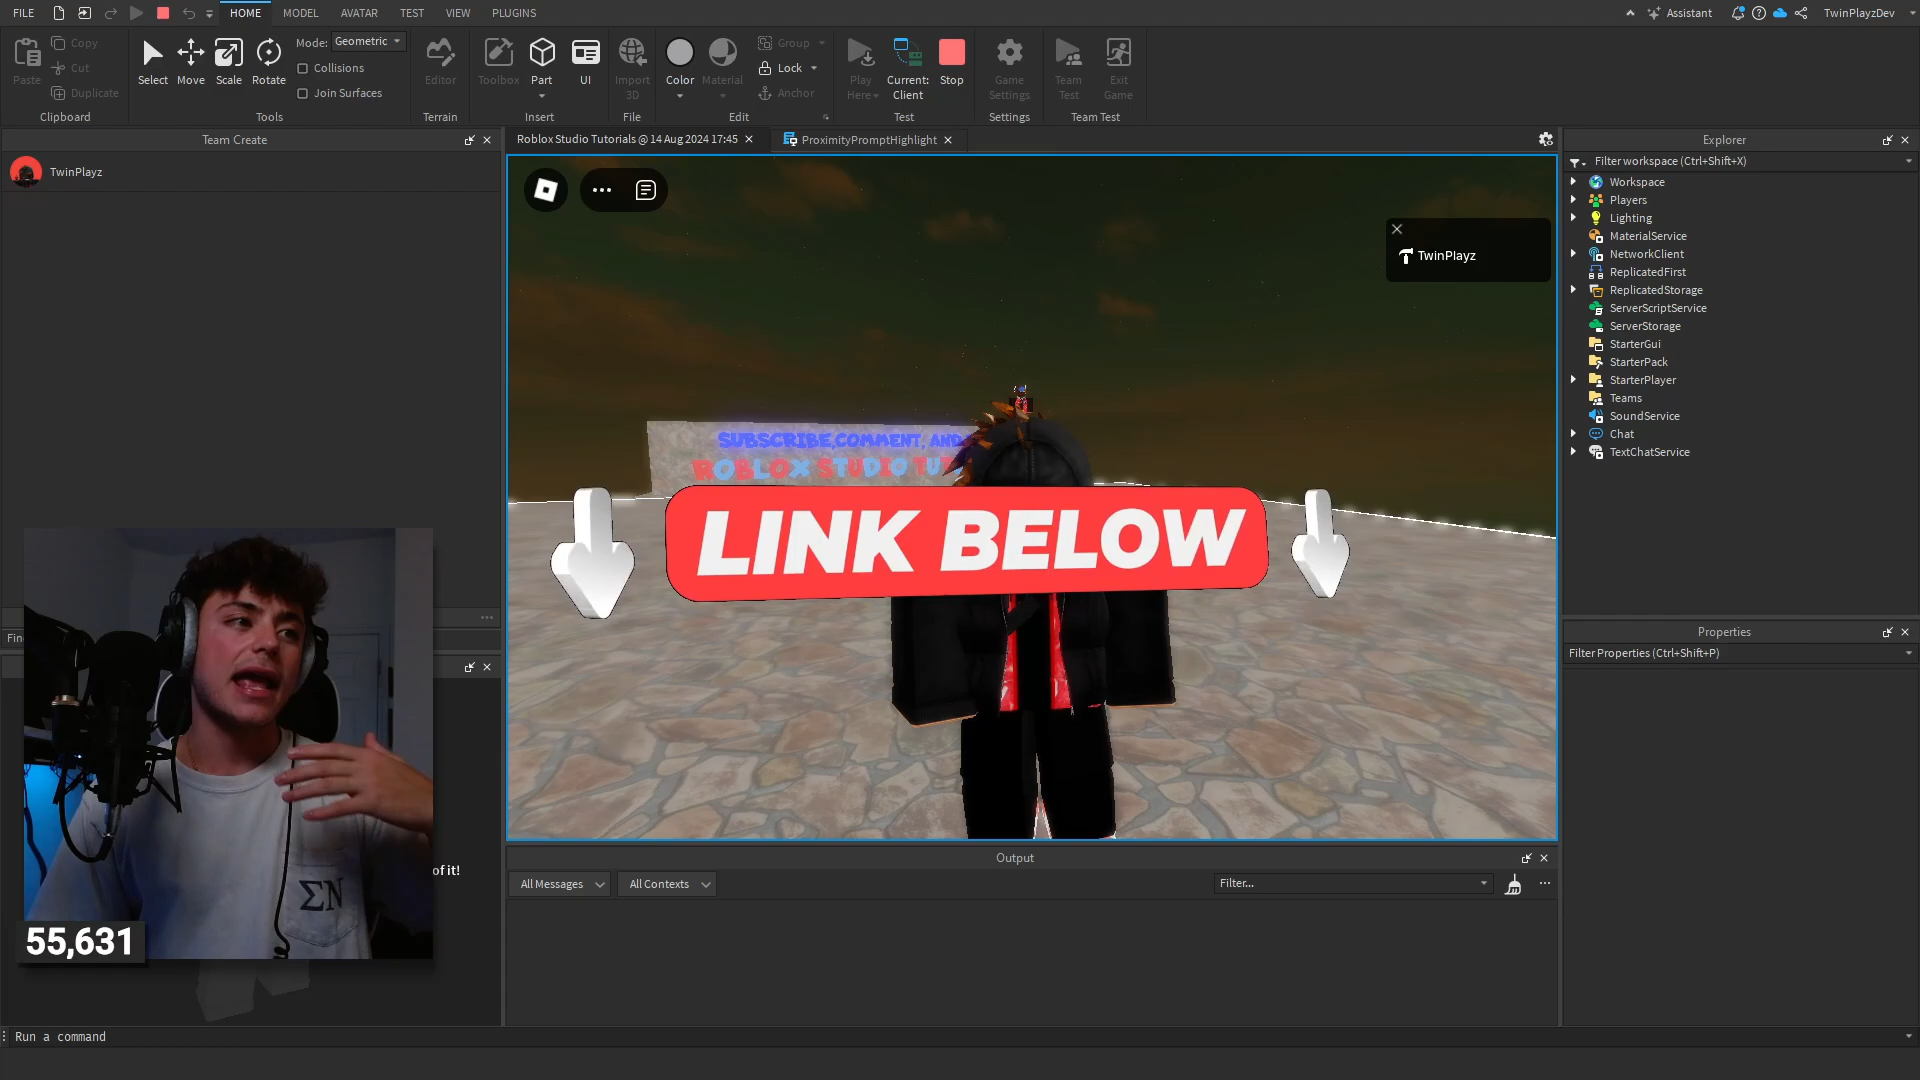 FILE HOME MODEL AVATAR TEST VIEW PLUGINS Assistant TwinPlayzDev
Paste Copy Cut Duplicate
Clipboard
Select Move Scale Rotate
Mode: Geometric
Collisions
Join Surfaces
Tools
Editor
Terrain
Toolbox Part UI
Insert
Import 3D
File
Color Material
Group
Lock
Anchor
Edit
Play Here
Current: Client
Stop
Test
Game Settings
Settings
Team Test
Exit Game
Team Test
Team Create
TwinPlayz
Roblox Studio Tutorials @ 14 Aug 2024 17:45
ProximityPromptHighlight
TwinPlayz
SUBSCRIBE,COMMENT, AND
ROBLOX STUDIO
LINK BELOW
of it!
ΣN
55,631
Output
All Messages
All Contexts
Filter...
Run a command
Explorer
Filter workspace (Ctrl+Shift+X)
Workspace
Players
Lighting
MaterialService
NetworkClient
ReplicatedFirst
ReplicatedStorage
ServerScriptService
ServerStorage
StarterGui
StarterPack
StarterPlayer
Teams
SoundService
Chat
TextChatService
Properties
Filter Properties (Ctrl+Shift+P)